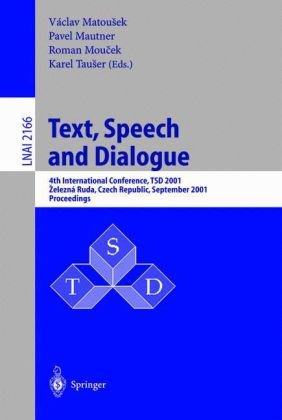 Václav Matoušek
Pavel Mautner
Roman Mouček
Karel Taušer (Eds.)
LNAI 2166
Text, Speech
and Dialogue
4th International Conference, TSD 2001
Železná Ruda, Czech Republic, September 2001
Proceedings
S
T D
Springer